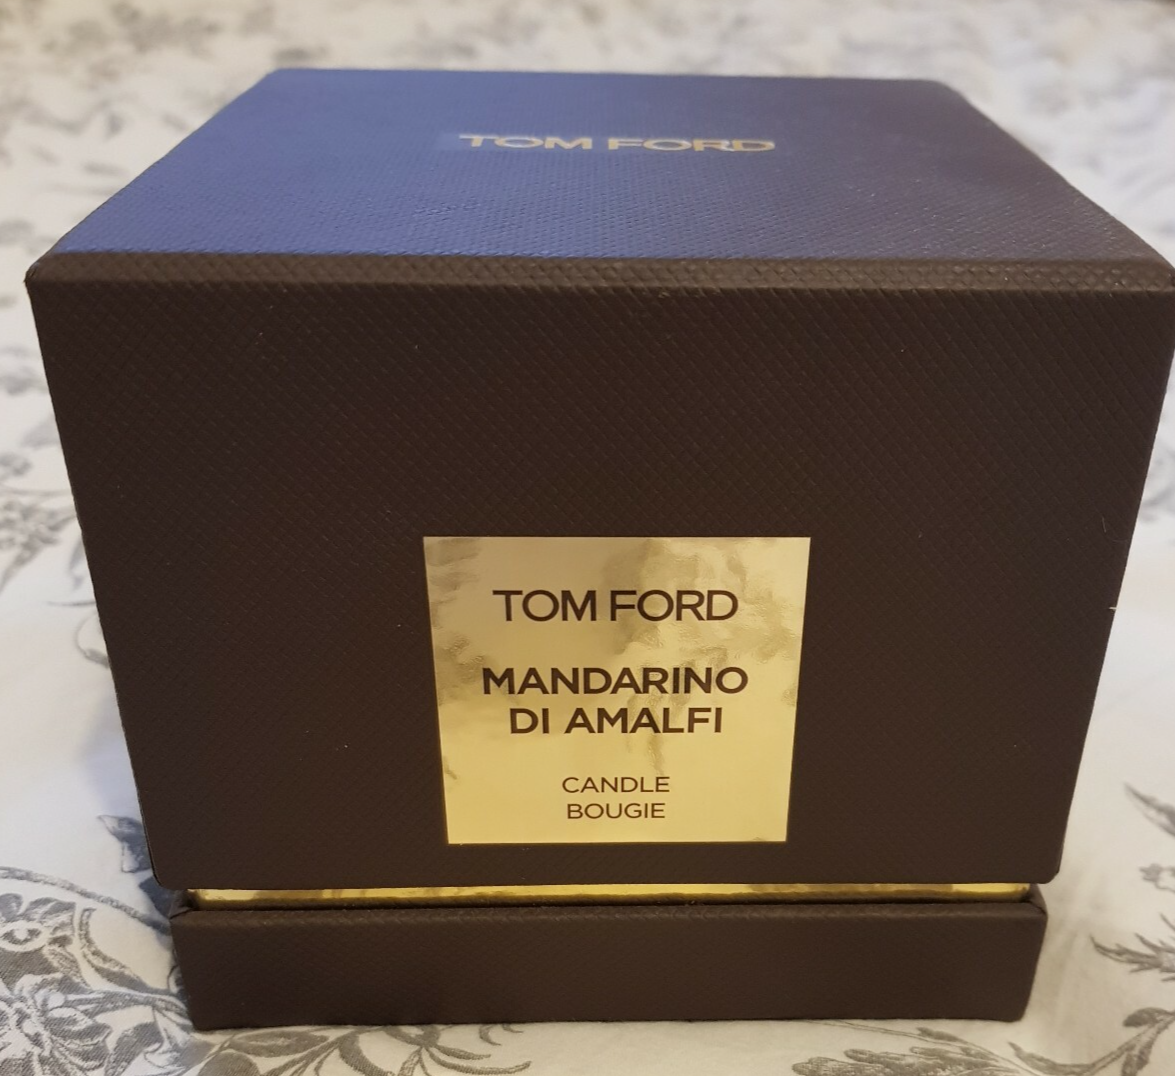 TOM FORD
TOM FORD
MANDARINO
DI AMALFI
CANDLE
BOUGIE